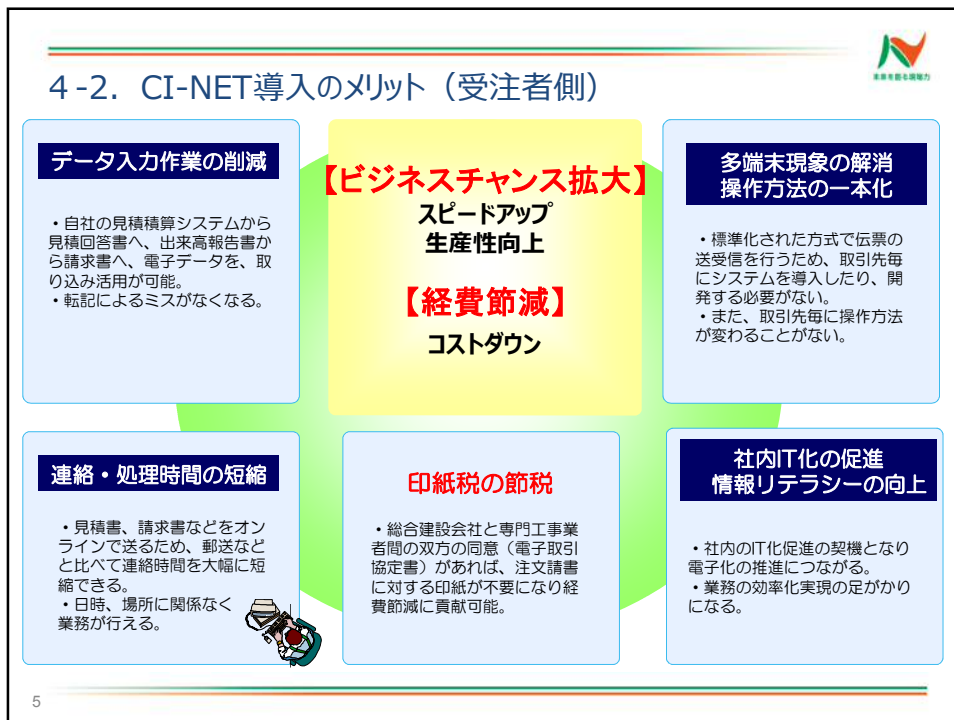 4-2. CI-NET導入のメリット（受注者側）
未来を創る現場力
データ入力作業の削減
・自社の見積積算システムから
見積回答書へ、出来高報告書か
ら請求書へ、電子データを、取
り込み活用が可能。
・転記によるミスがなくなる。
【ビジネスチャンス拡大】
スピードアップ
生産性向上
【経費節減】
コストダウン
多端末現象の解消
操作方法の一本化
・標準化された方式で伝票の
送受信を行うため、取引先毎
にシステムを導入したり、開
発する必要がない。
・また、取引先毎に操作方法
が変わることがない。
連絡・処理時間の短縮
・見積書、請求書などをオン
ラインで送るため、郵送など
と比べて連絡時間を大幅に短
縮できる。
・日時、場所に関係なく
業務が行える。
印紙税の節税
・総合建設会社と専門工事業
者間の双方の同意（電子取引
協定書）があれば、注文請書
に対する印紙が不要になり経
費節減に貢献可能。
社内IT化の促進
情報リテラシーの向上
・社内のIT化促進の契機となり
電子化の推進につながる。
・業務の効率化実現の足がかり
になる。
5